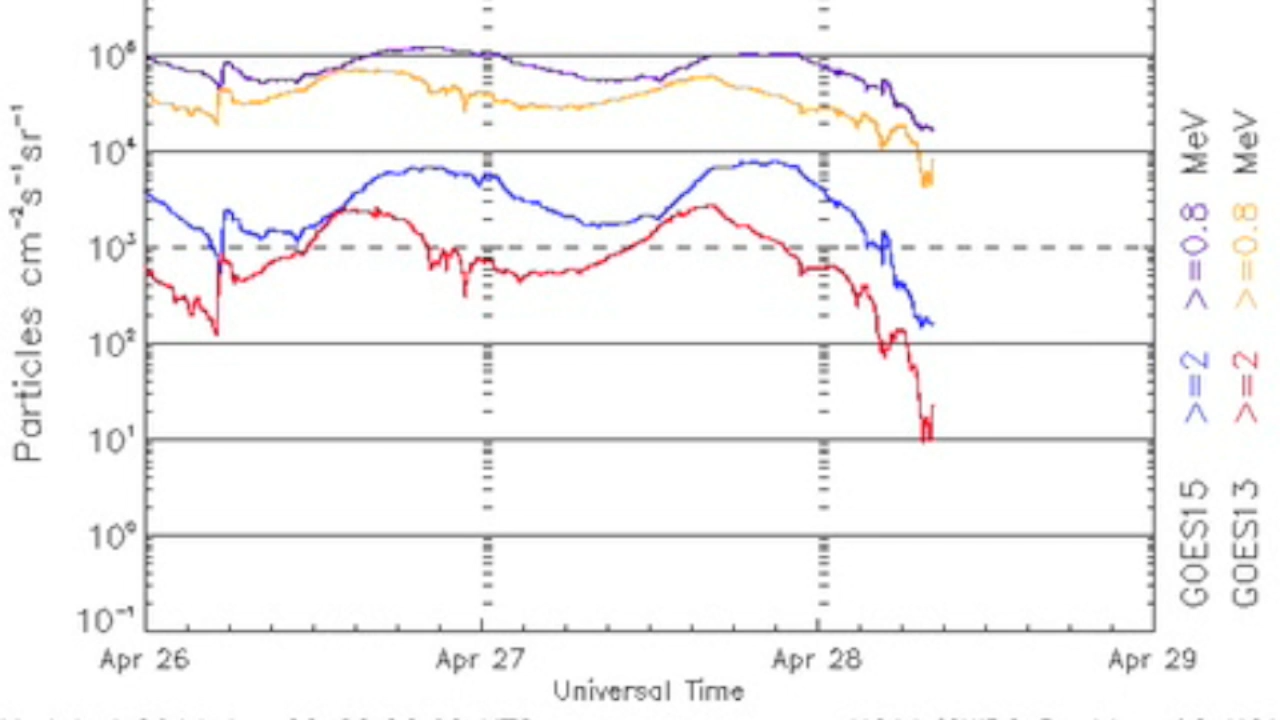 Particles cm⁻²s⁻¹sr⁻¹
10⁵
10⁴
10³
10²
10¹
10⁰
10⁻¹
Apr 26
Apr 27
Apr 28
Apr 29
Universal Time
GOES15 >=2 >=0.8 MeV
GOES13 >=2 >=0.8 MeV